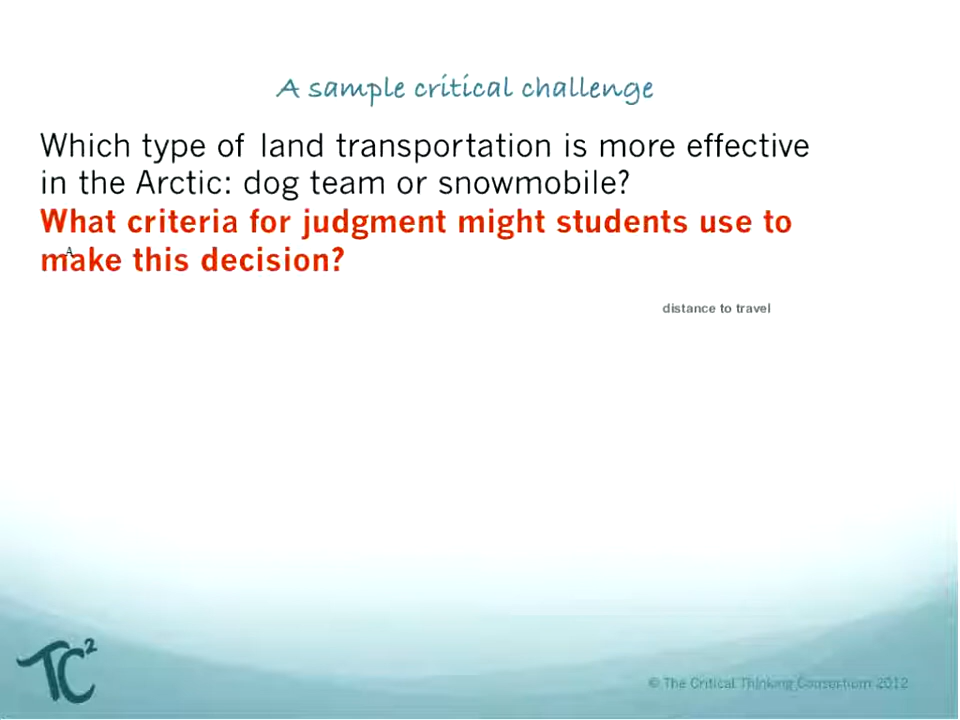 A sample critical challenge
Which type of land transportation is more effective
in the Arctic: dog team or snowmobile?
What criteria for judgment might students use to
make this decision?
A
distance to travel
TC²
© The Critical Thinking Consortium 2012